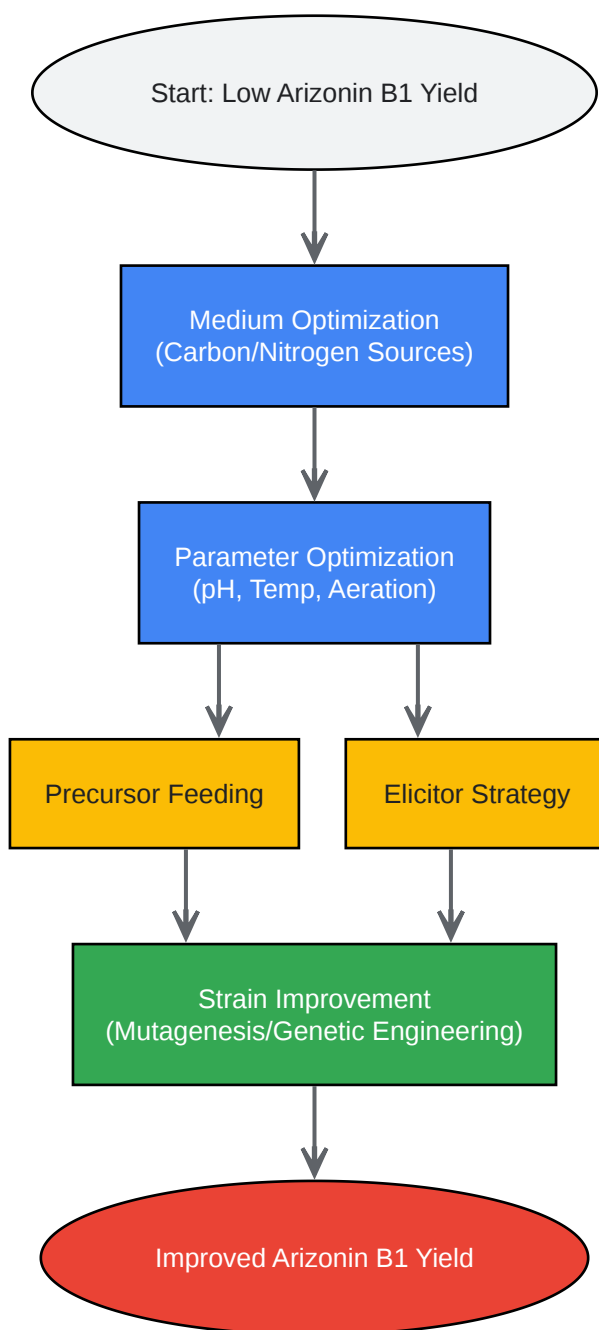 Start: Low Arizonin B1 Yield
Medium Optimization
(Carbon/Nitrogen Sources)
Parameter Optimization
(pH, Temp, Aeration)
Precursor Feeding
Elicitor Strategy
Strain Improvement
(Mutagenesis/Genetic Engineering)
Improved Arizonin B1 Yield